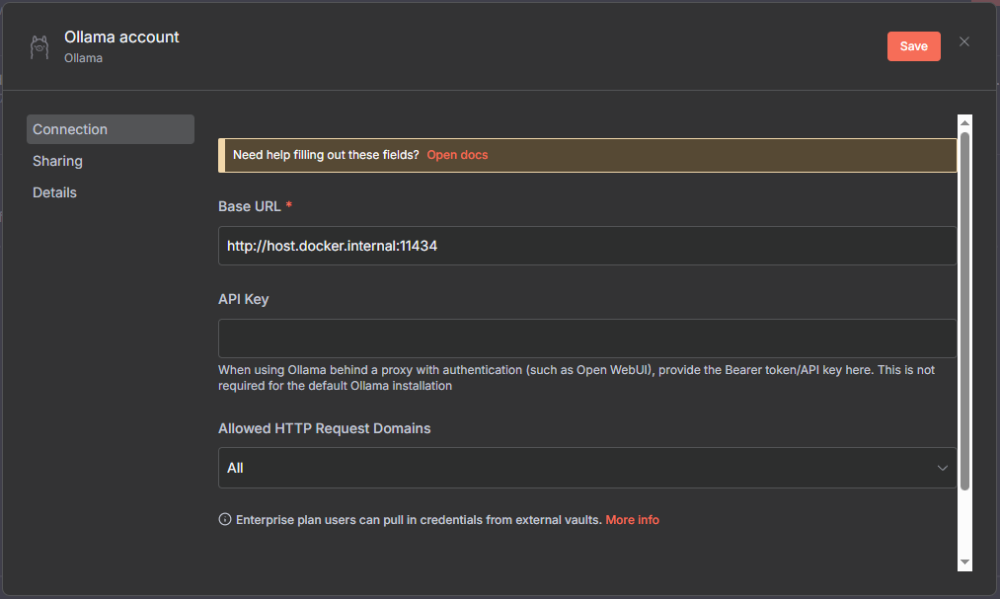 Ollama account
Ollama
Save
Connection
Sharing
Details
Need help filling out these fields? Open docs
Base URL *
http://host.docker.internal:11434
API Key
When using Ollama behind a proxy with authentication (such as Open WebUI), provide the Bearer token/API key here. This is not
required for the default Ollama installation
Allowed HTTP Request Domains
All
Enterprise plan users can pull in credentials from external vaults. More info